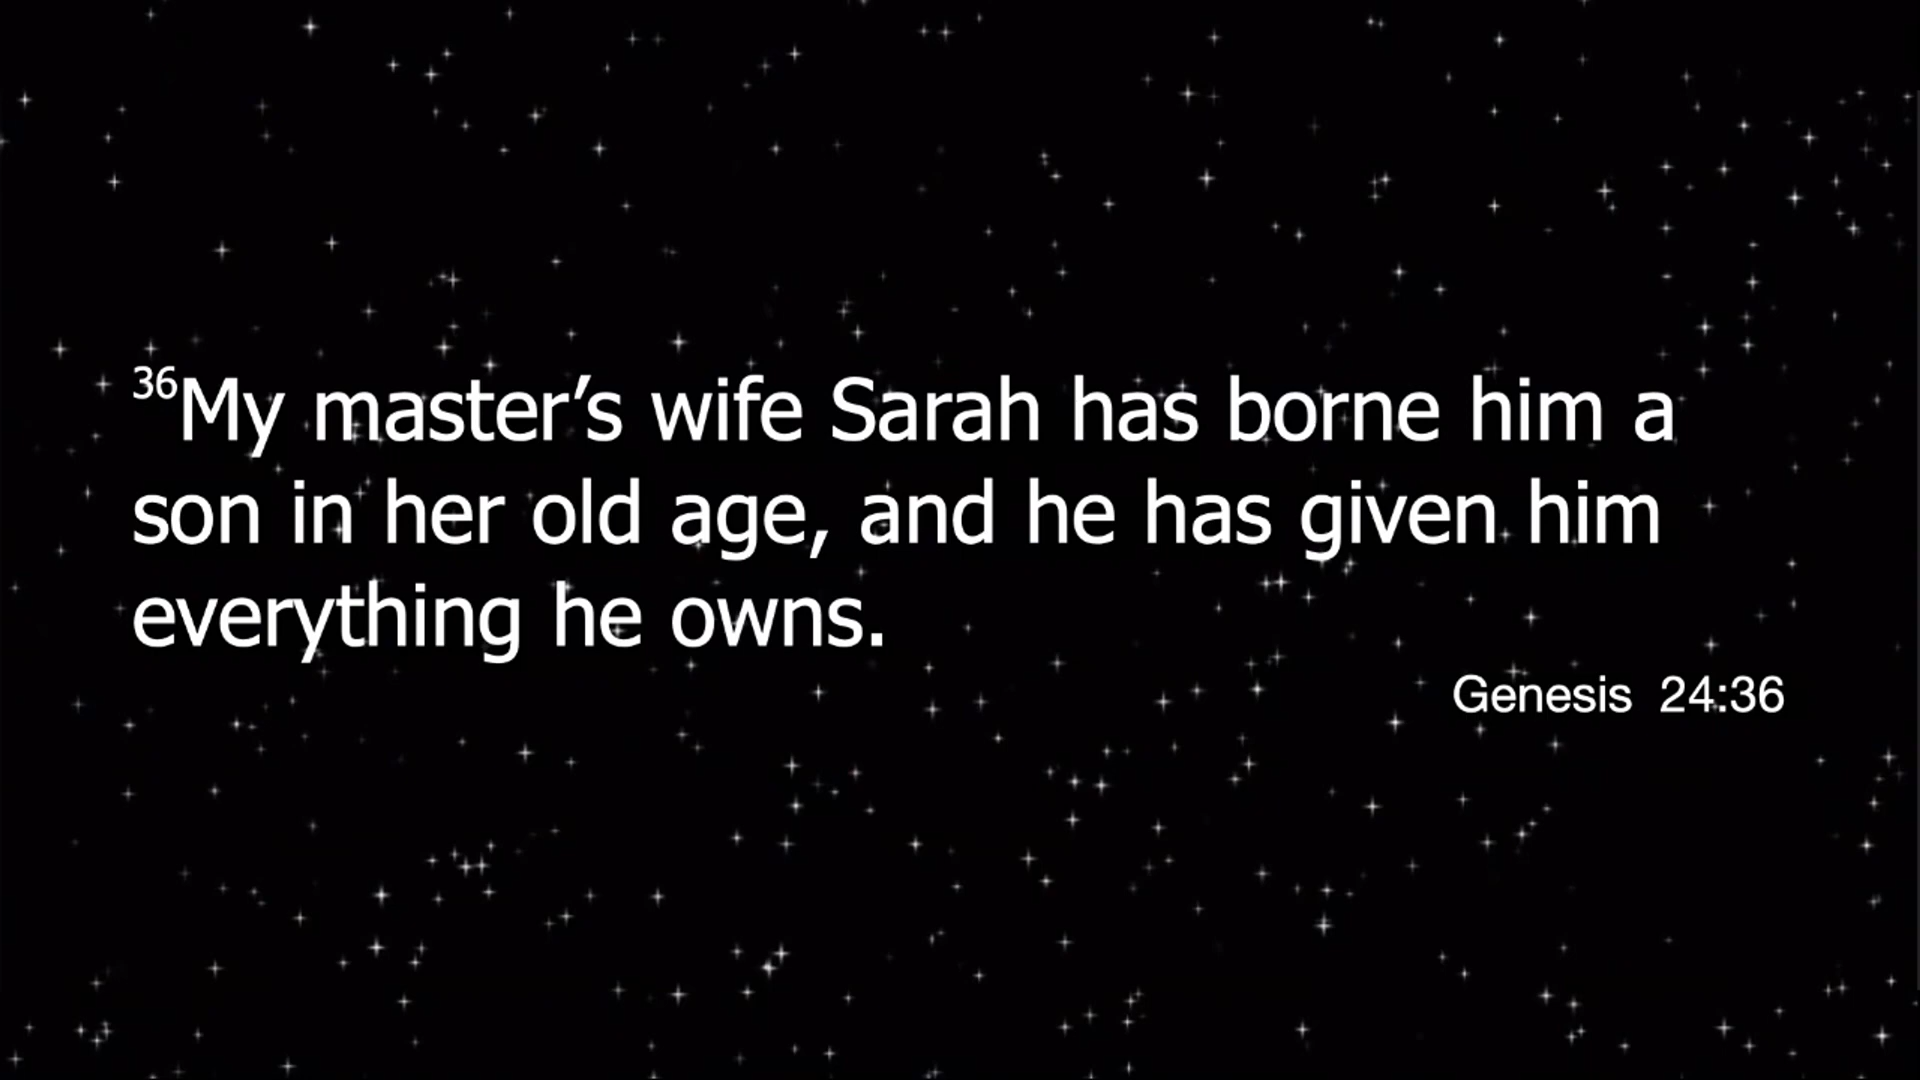 36My master’s wife Sarah has borne him a
son in her old age, and he has given him
everything he owns.
Genesis 24:36